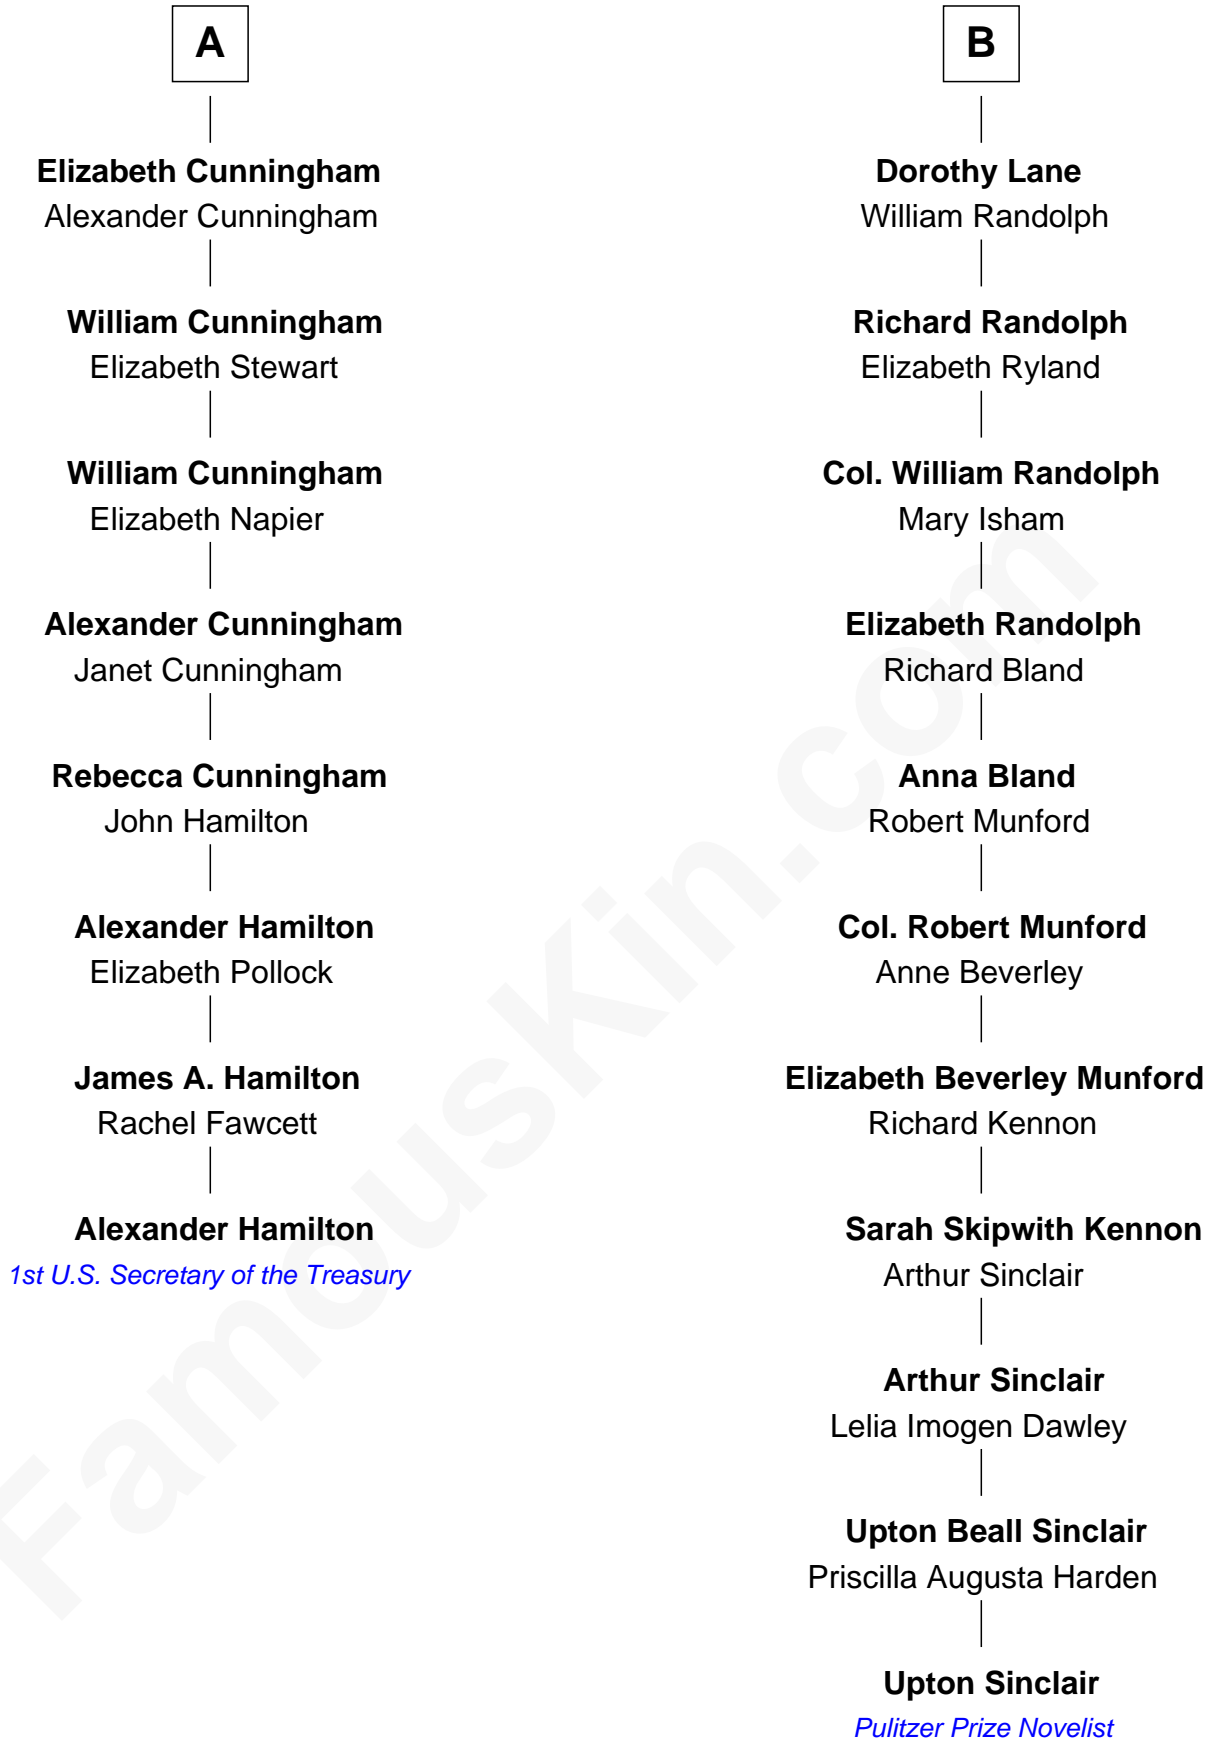 A
Elizabeth Cunningham
Alexander Cunningham
William Cunningham
Elizabeth Stewart
William Cunningham
Elizabeth Napier
Alexander Cunningham
Janet Cunningham
Rebecca Cunningham
John Hamilton
Alexander Hamilton
Elizabeth Pollock
James A. Hamilton
Rachel Fawcett
Alexander Hamilton
1st U.S. Secretary of the Treasury
B
Dorothy Lane
William Randolph
Richard Randolph
Elizabeth Ryland
Col. William Randolph
Mary Isham
Elizabeth Randolph
Richard Bland
Anna Bland
Robert Munford
Col. Robert Munford
Anne Beverley
Elizabeth Beverley Munford
Richard Kennon
Sarah Skipwith Kennon
Arthur Sinclair
Arthur Sinclair
Lelia Imogen Dawley
Upton Beall Sinclair
Priscilla Augusta Harden
Upton Sinclair
Pulitzer Prize Novelist
FamousKin.com